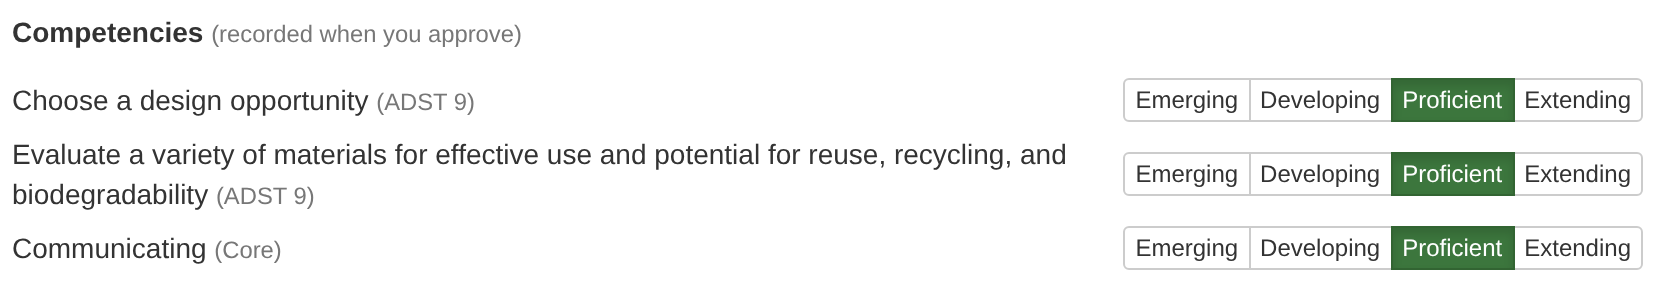 Competencies (recorded when you approve)
Choose a design opportunity (ADST 9) Emerging Developing Proficient Extending
Evaluate a variety of materials for effective use and potential for reuse, recycling, and
biodegradability (ADST 9) Emerging Developing Proficient Extending
Communicating (Core) Emerging Developing Proficient Extending